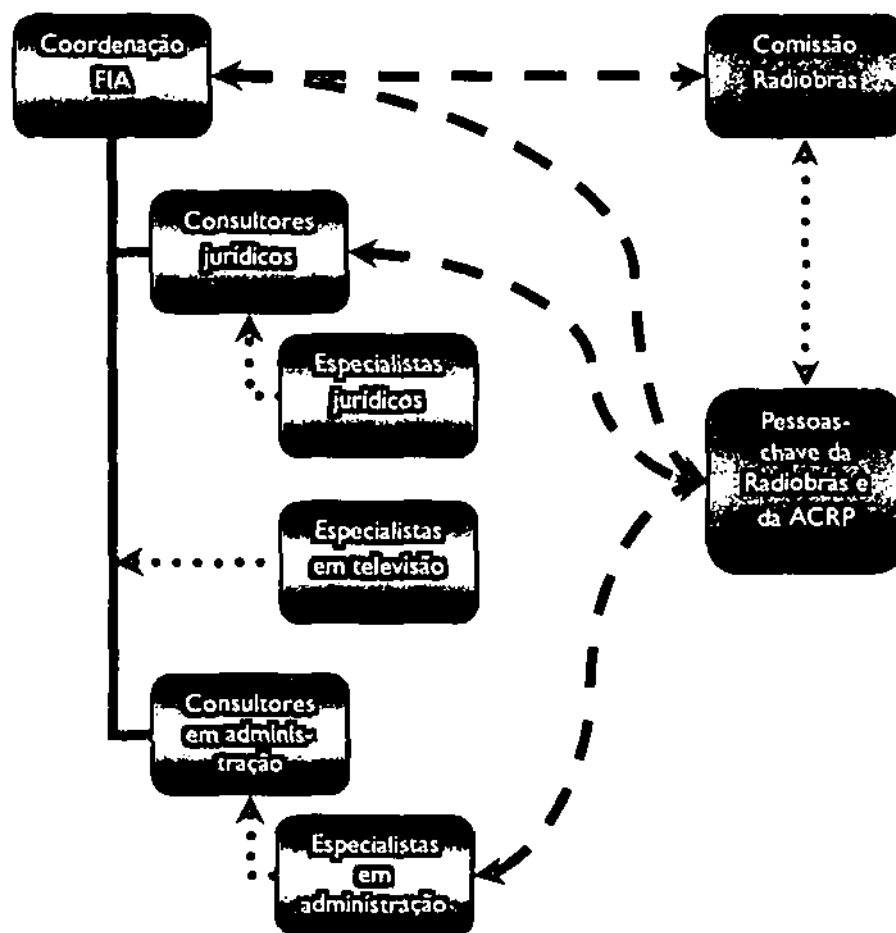 Coordenação
FIA
Comissão
Radiobrás
Consultores
jurídicos
Especialistas
jurídicos
Pessoas-
chave da
Radiobrás e
da ACRP
Especialistas
em televisão
Consultores
em adminis-
tração
Especialistas
em
administração